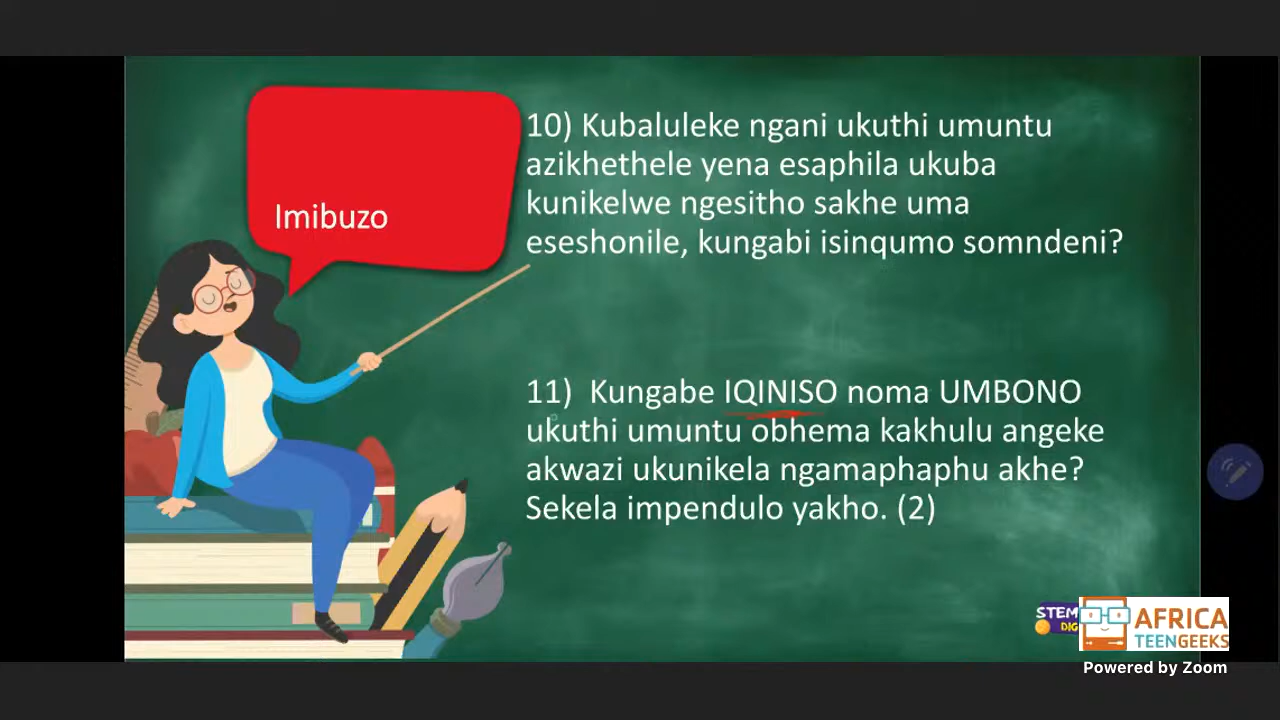 Imibuzo
10) Kubaluleke ngani ukuthi umuntu
azikhethele yena esaphila ukuba
kunikelwe ngesitho sakhe uma
eseshonile, kungabi isinqumo somndeni?
11) Kungabe IQINISO noma UMBONO
ukuthi umuntu obhema kakhulu angeke
akwazi ukunikela ngamaphaphu akhe?
Sekela impendulo yakho. (2)
STEM
DIG
AFRICA
TEENGEEKS
Powered by Zoom